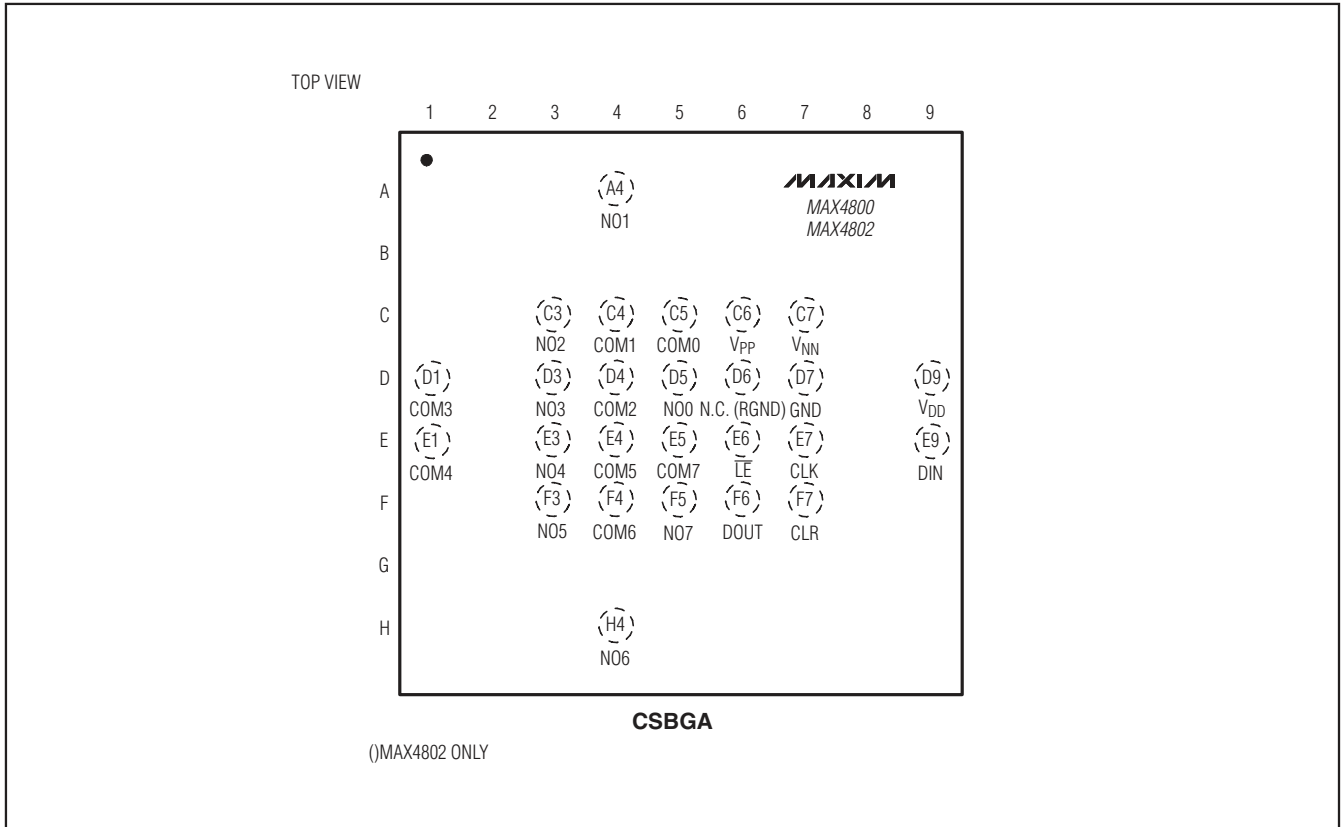 TOP VIEW
1 2 3 4 5 6 7 8 9
MAXIM
A A4
MAX4800
NO1
MAX4802
B
C C3 C4 C5 C6 C7
NO2 COM1 COM0 VPP VNN
D D1 D3 D4 D5 D6 D7 D9
COM3 NO3 COM2 NO0 N.C. (RGND) GND VDD
E E1 E3 E4 E5 E6 E7 E9
COM4 NO4 COM5 COM7 L̅E̅ CLK DIN
F F3 F4 F5 F6 F7
NO5 COM6 NO7 DOUT CLR
G
H H4
NO6
CSBGA
()MAX4802 ONLY